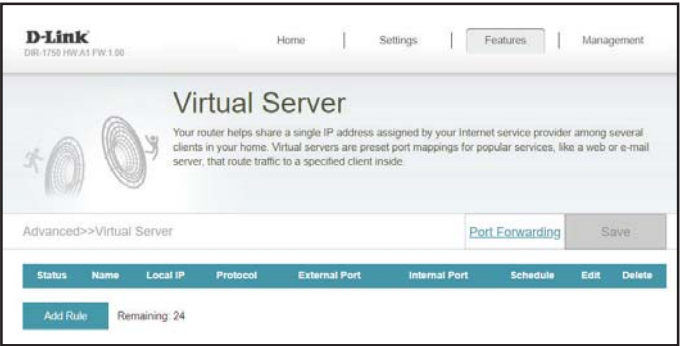 D-Link
DIR-1750 HW:A1 FW:1.00
Home | Settings | Features | Management
Virtual Server
Your router helps share a single IP address assigned by your Internet service provider among several
clients in your home. Virtual servers are preset port mappings for popular services, like a web or e-mail
server, that route traffic to a specified client inside.
Advanced>>Virtual Server Port Forwarding Save
Status Name Local IP Protocol External Port Internal Port Schedule Edit Delete
Add Rule Remaining: 24